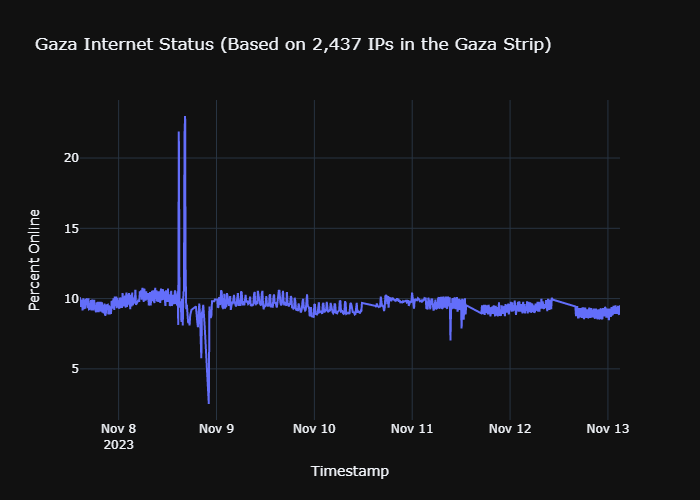 Gaza Internet Status (Based on 2,437 IPs in the Gaza Strip)
Percent Online
20
15
10
5
Nov 8
2023
Nov 9
Nov 10
Nov 11
Nov 12
Nov 13
Timestamp